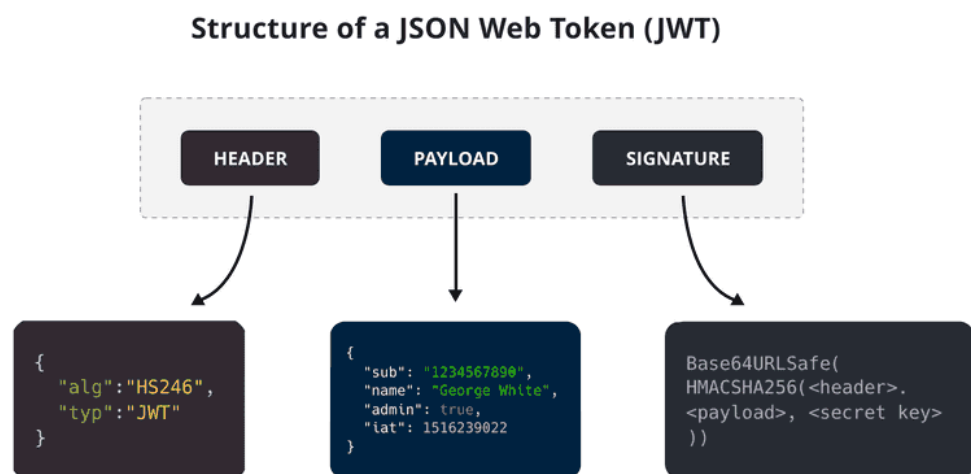 Structure of a JSON Web Token (JWT)
HEADER
PAYLOAD
SIGNATURE
{
"alg":"HS246",
"typ":"JWT"
}
{
"sub": "1234567890",
"name": "George White",
"admin": true,
"iat": 1516239022
}
Base64URLSafe(
HMACSHA256(<header>.
<payload>, <secret key>
))